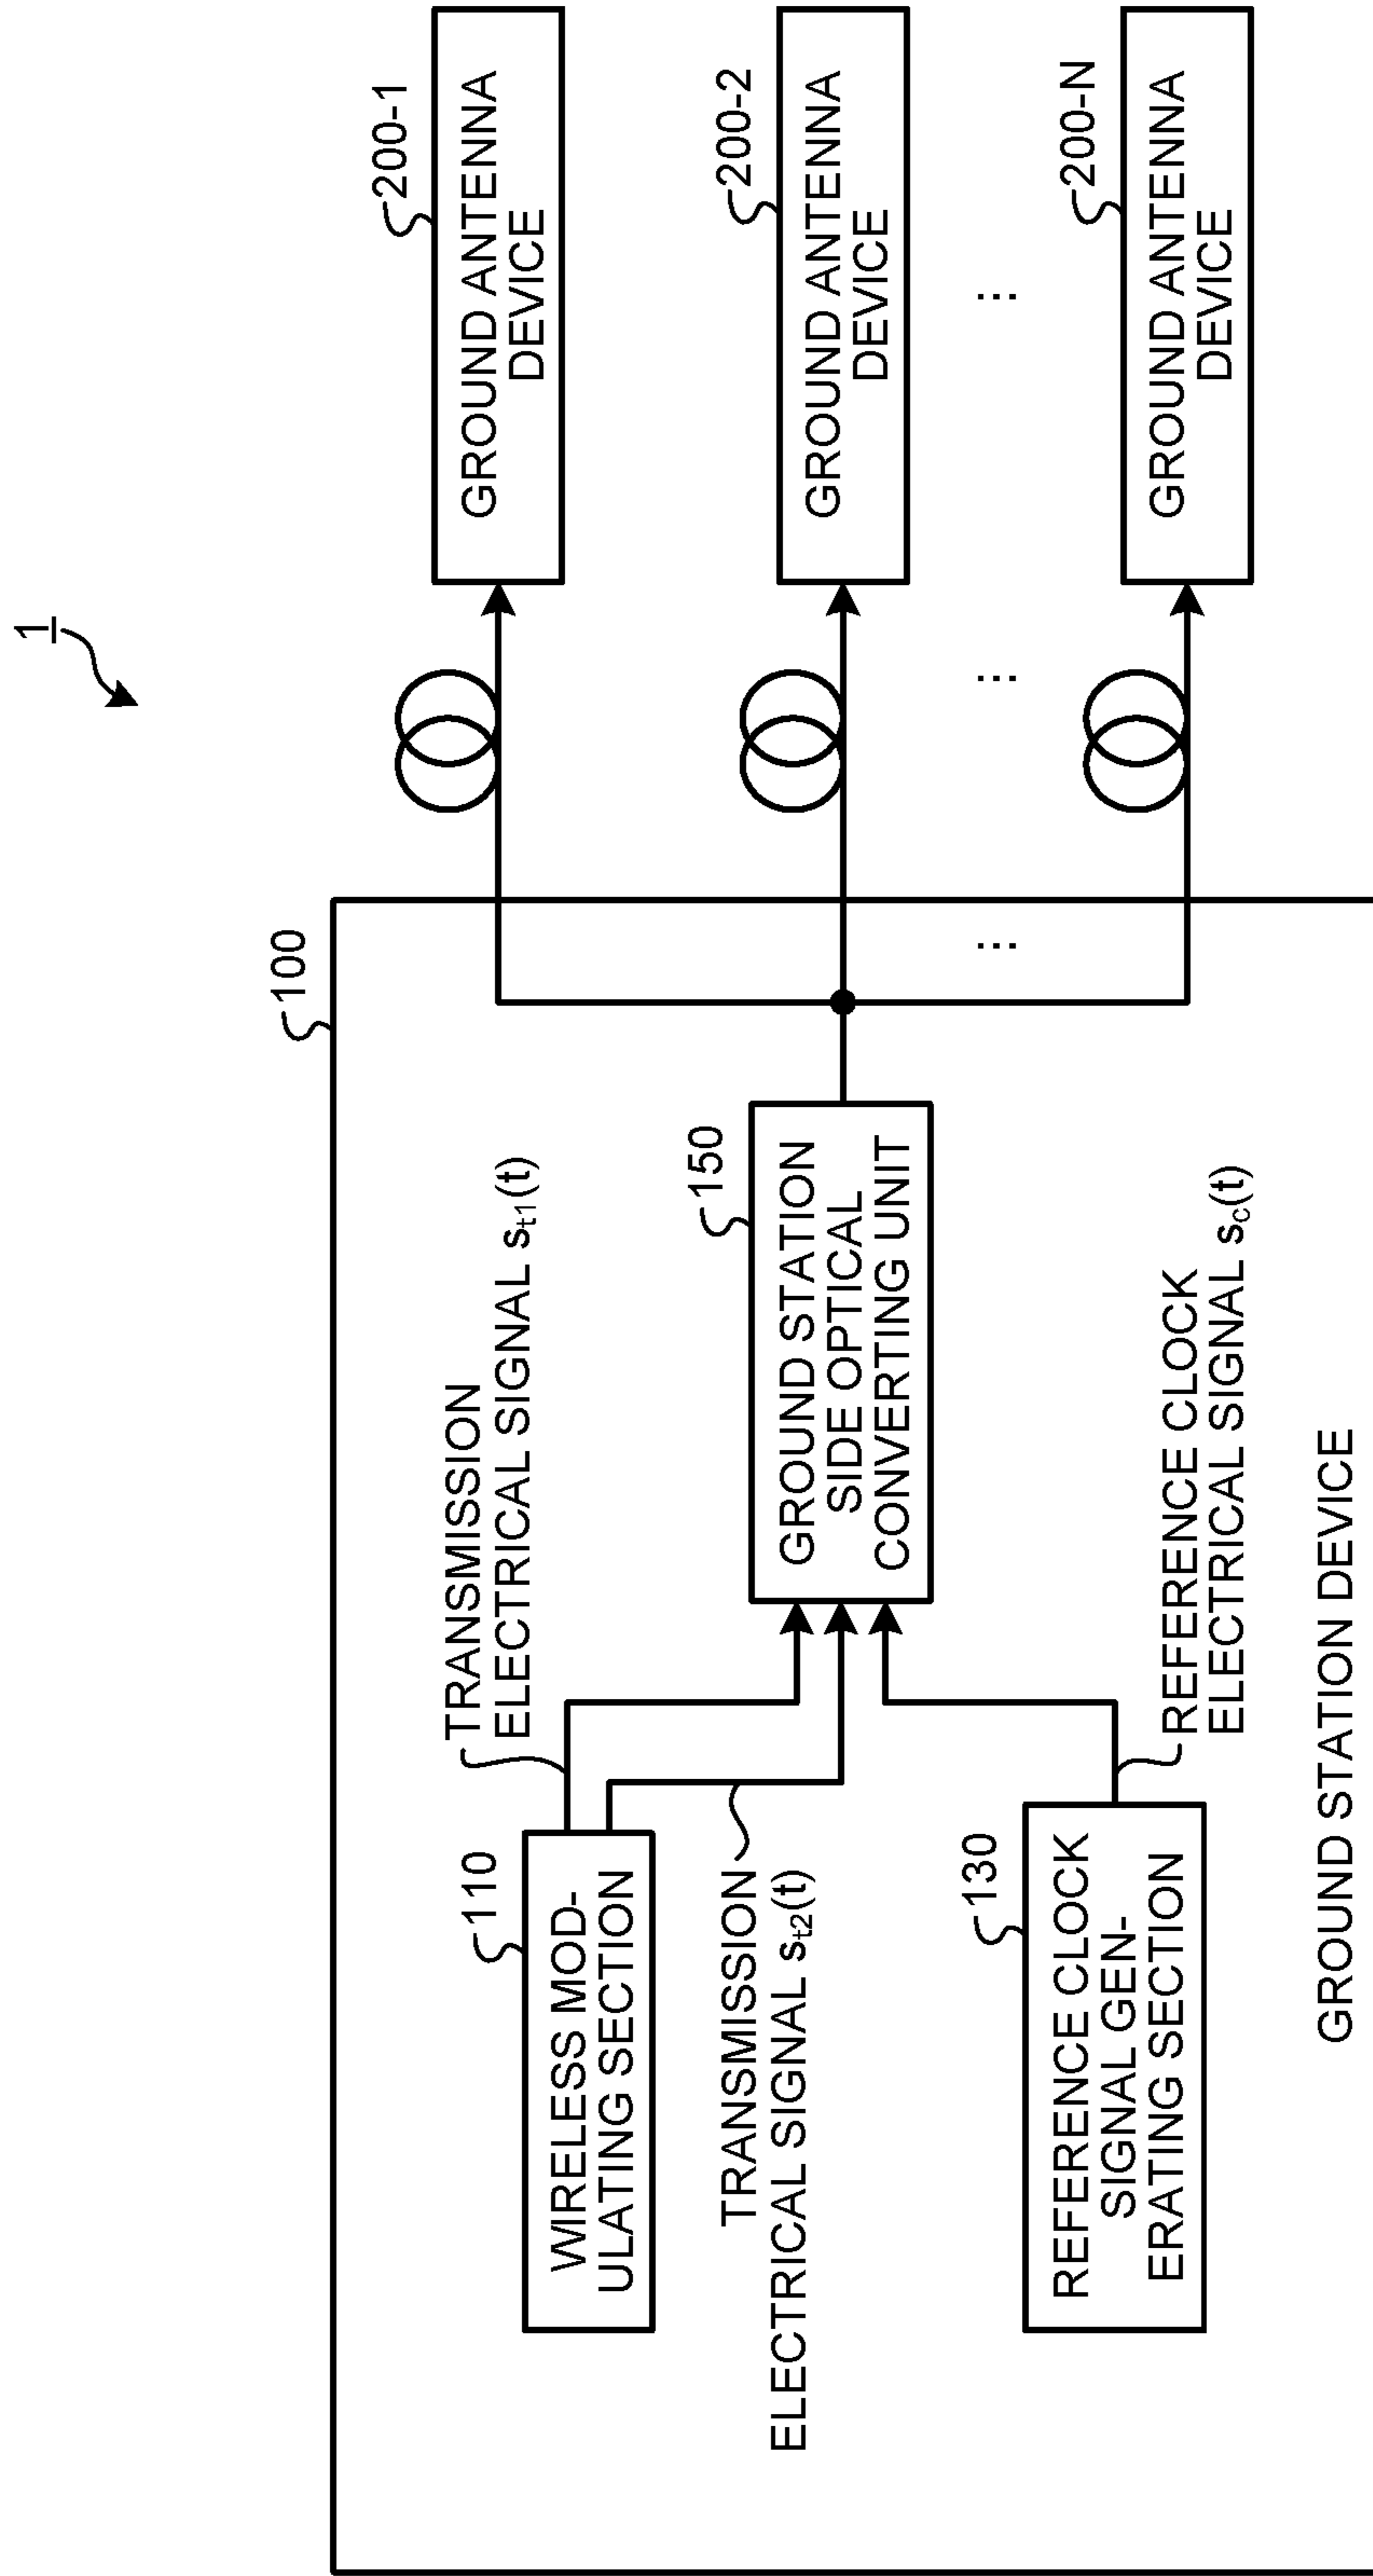 1
100
200-1
GROUND ANTENNA
DEVICE
200-2
GROUND ANTENNA
DEVICE
...
...
...
200-N
GROUND ANTENNA
DEVICE
110
WIRELESS MOD-
ULATING SECTION
TRANSMISSION
ELECTRICAL SIGNAL st1(t)
TRANSMISSION
ELECTRICAL SIGNAL st2(t)
150
GROUND STATION
SIDE OPTICAL
CONVERTING UNIT
130
REFERENCE CLOCK
SIGNAL GEN-
ERATING SECTION
REFERENCE CLOCK
ELECTRICAL SIGNAL sc(t)
GROUND STATION DEVICE